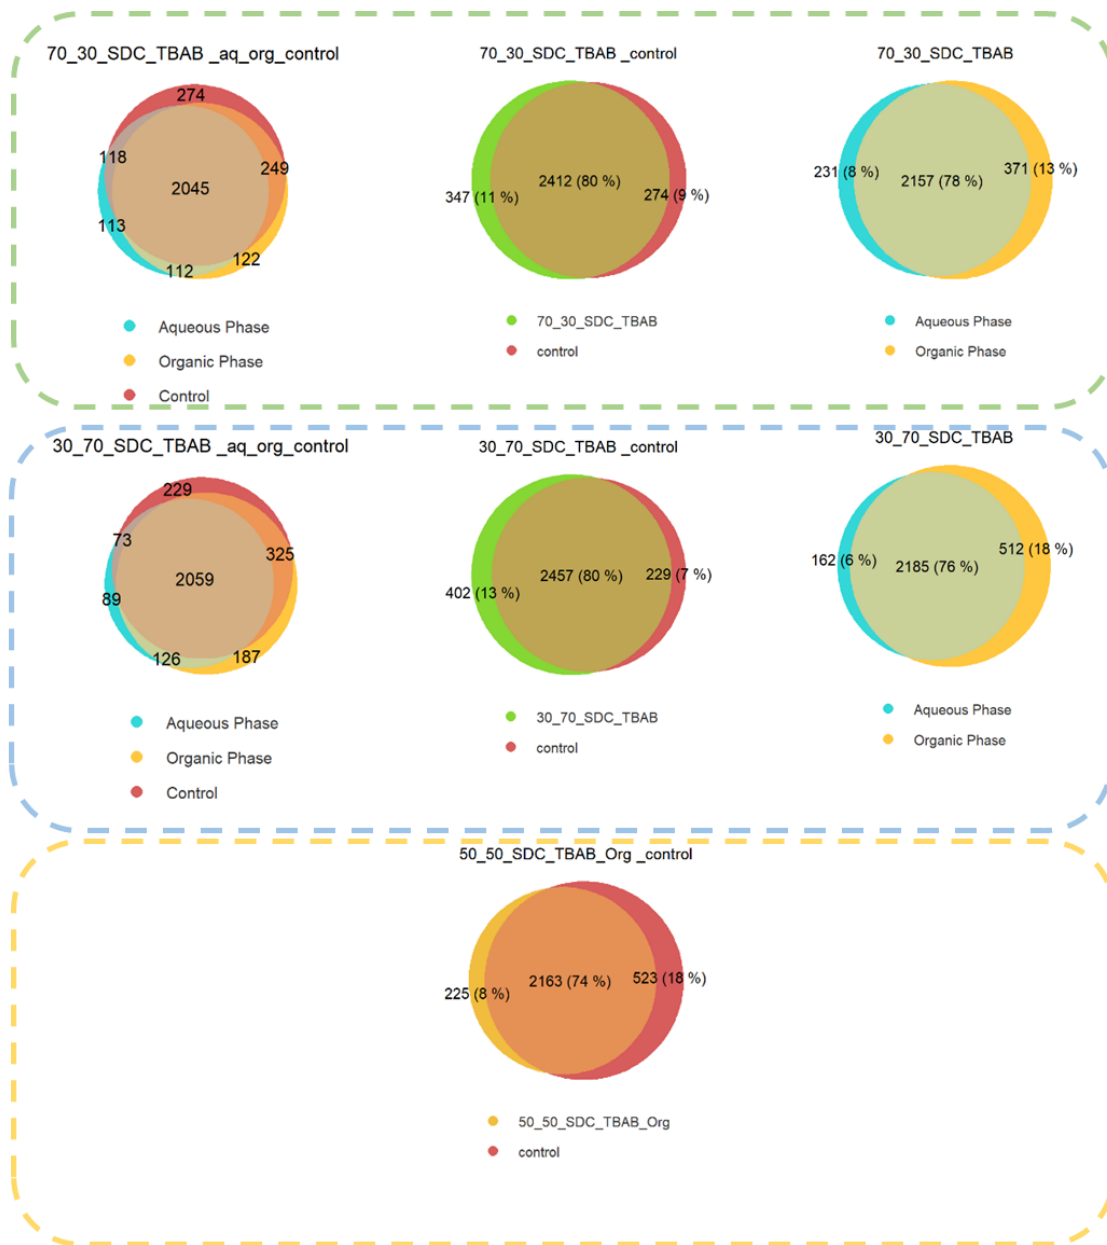 70_30_SDC_TBAB _aq_org_control
274
118
249
2045
113
122
112
Aqueous Phase
Organic Phase
Control
70_30_SDC_TBAB _control
2412 (80 %)
347 (11 %)
274 (9 %)
70_30_SDC_TBAB
control
70_30_SDC_TBAB
231 (8 %)
2157 (78 %)
371 (13 %)
Aqueous Phase
Organic Phase
30_70_SDC_TBAB _aq_org_control
229
73
325
2059
89
126
187
Aqueous Phase
Organic Phase
Control
30_70_SDC_TBAB _control
2457 (80 %)
229 (7 %)
402 (13 %)
30_70_SDC_TBAB
control
30_70_SDC_TBAB
162 (6 %)
2185 (76 %)
512 (18 %)
Aqueous Phase
Organic Phase
50_50_SDC_TBAB_Org _control
225 (8 %)
2163 (74 %)
523 (18 %)
50_50_SDC_TBAB_Org
control